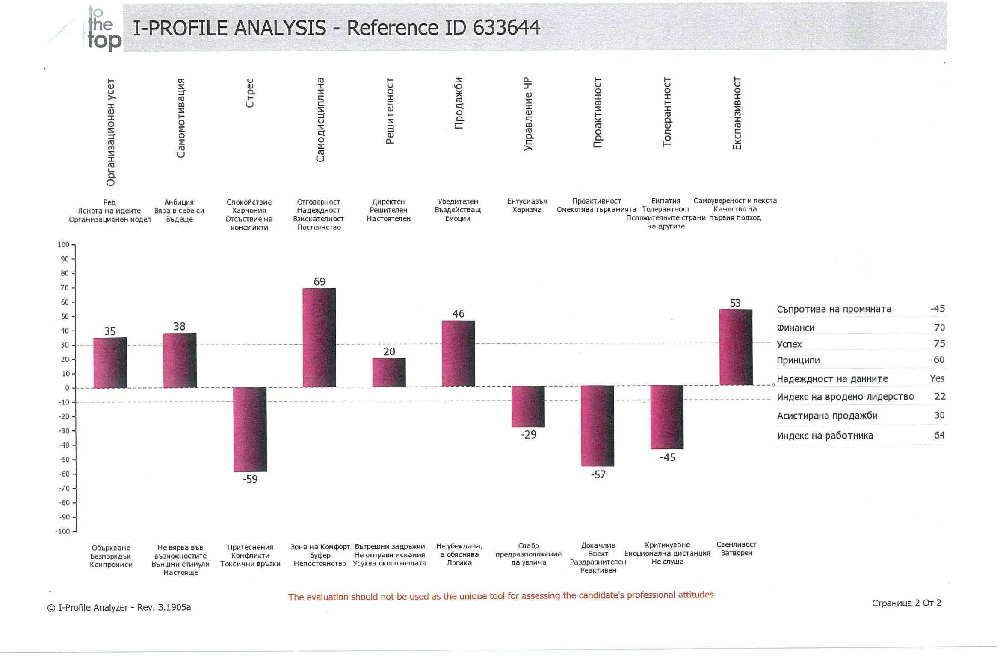 to
the
top
I-PROFILE ANALYSIS - Reference ID 633644
Организационен усет
Самомотивация
Стрес
Самодисциплина
Решителност
Продажби
Управление ЧР
Проактивност
Толерантност
Експанзивност
Ред
Яснота на идеите
Организационен модел
Амбиция
Вяра в себе си
Бъдеще
Спокойствие
Хармония
Отсъствие на
конфликти
Отговорност
Надеждност
Взискателност
Постоянство
Директен
Решителен
Настоятелен
Убедителен
Въздействащ
Емоции
Ентусиазъм
Харизма
Проактивност
Омекотява търканията
Емпатия
Толерантност
Положителните страни
на другите
Самоувереност и лекота
Качество на
първия подход
100
90
80
70
60
50
40
30
20
10
0
-10
-20
-30
-40
-50
-60
-70
-80
-90
-100
35
38
-59
69
20
46
-29
-57
-45
53
0
Съпротива на промяната -45
Финанси 70
Успех 75
Принципи 60
Надеждност на данните Yes
Индекс на вродено лидерство 22
Асистирана продажби 30
Индекс на работника 64
Объркване
Безпорядък
Компромиси
Не вярва във
възможностите
Външни стимули
Настояще
Притеснения
Конфликти
Токсични връзки
Зона на Комфорт
Буфер
Непостоянство
Вътрешни задръжки
Не отправя искания
Усуква около нещата
Не убеждава,
а обяснява
Логика
Слабо
предразположение
да увлича
Докачлив
Ефект
Раздразнителен
Реактивен
Критикуване
Емоционална дистанция
Не слуша
Свенливост
Затворен
The evaluation should not be used as the unique tool for assessing the candidate's professional attitudes
© I-Profile Analyzer - Rev. 3.1905a
Страница 2 От 2